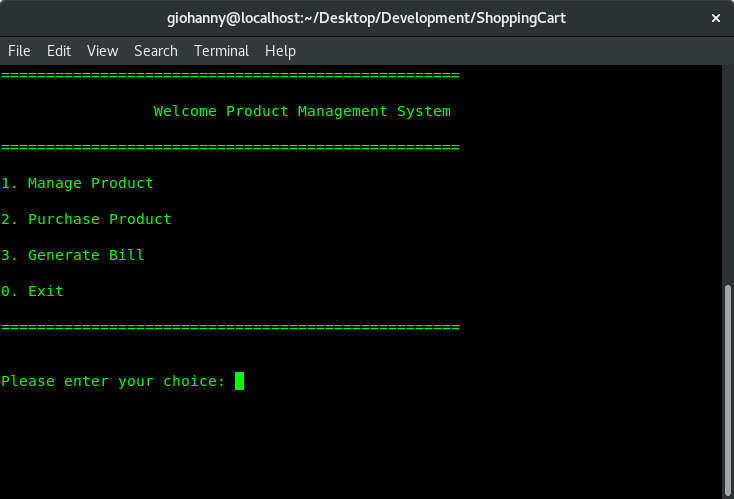 giohanny@localhost:~/Desktop/Development/ShoppingCart ×
File Edit View Search Terminal Help
===================================================
Welcome Product Management System
===================================================
1. Manage Product
2. Purchase Product
3. Generate Bill
0. Exit
===================================================
Please enter your choice: